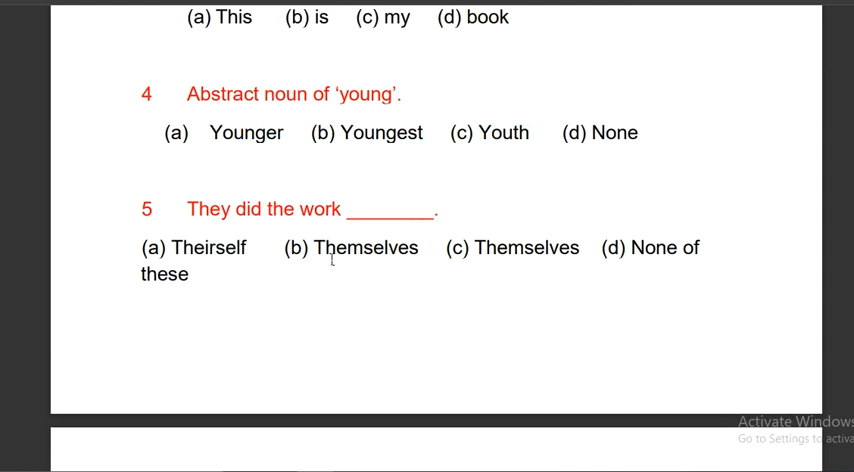 (a) This (b) is (c) my (d) book
4 Abstract noun of ‘young’.
(a) Younger (b) Youngest (c) Youth (d) None
5 They did the work ________.
(a) Theirself (b) Themselves (c) Themselves (d) None of
these
Activate Windows
Go to Settings to activa